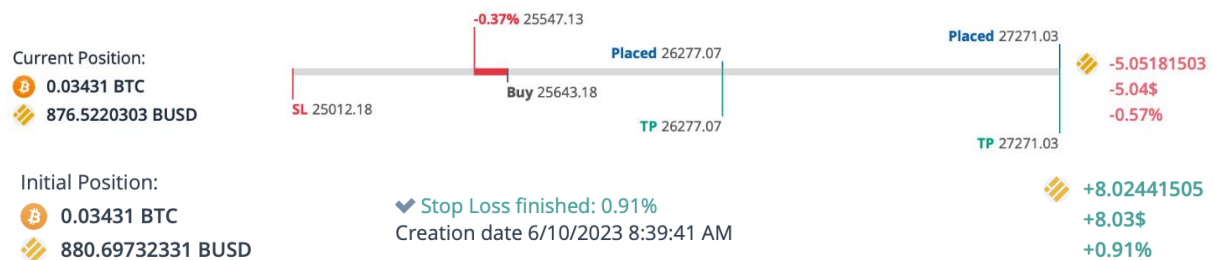 -0.37% 25547.13
Placed 27271.03
Placed 26277.07
Current Position:
0.03431 BTC
876.5220303 BUSD
Buy 25643.18
SL 25012.18
TP 26277.07
TP 27271.03
-5.05181503
-5.04$
-0.57%
Initial Position:
0.03431 BTC
880.69732331 BUSD
Stop Loss finished: 0.91%
Creation date 6/10/2023 8:39:41 AM
+8.02441505
+8.03$
+0.91%